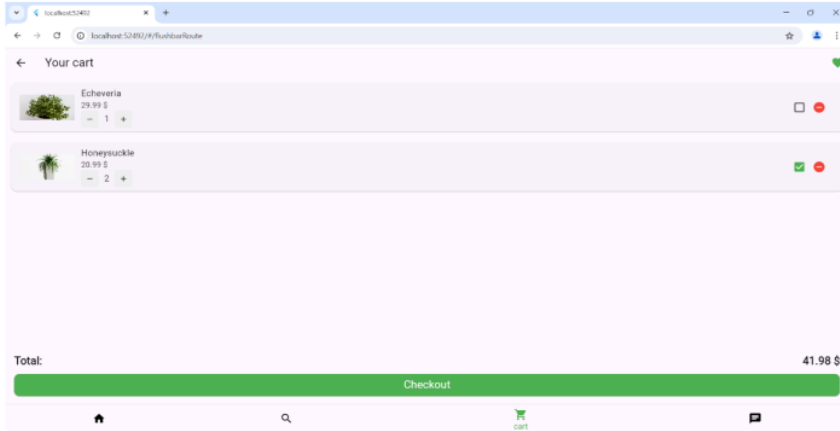 localhost:52492
localhost:52492/#/flushbarRoute
Your cart
Echeveria
29.99 $
− 1 +
Honeysuckle
20.99 $
− 2 +
Total:
41.98 $
Checkout
cart